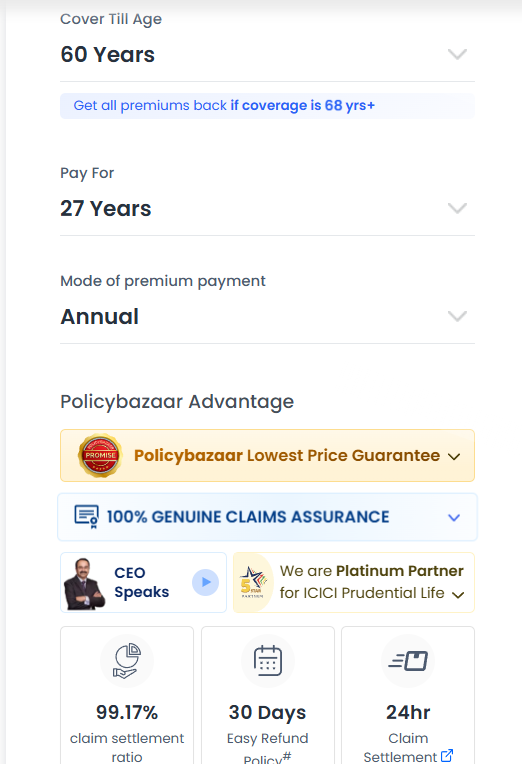 Cover Till Age
60 Years
Get all premiums back if coverage is 68 yrs+
Pay For
27 Years
Mode of premium payment
Annual
Policybazaar Advantage
PROMISE
Policybazaar Lowest Price Guarantee
100% GENUINE CLAIMS ASSURANCE
CEO
Speaks
5 STAR
PARTNER
We are Platinum Partner
for ICICI Prudential Life
99.17%
claim settlement
ratio
30 Days
Easy Refund
Policy#
24hr
Claim
Settlement